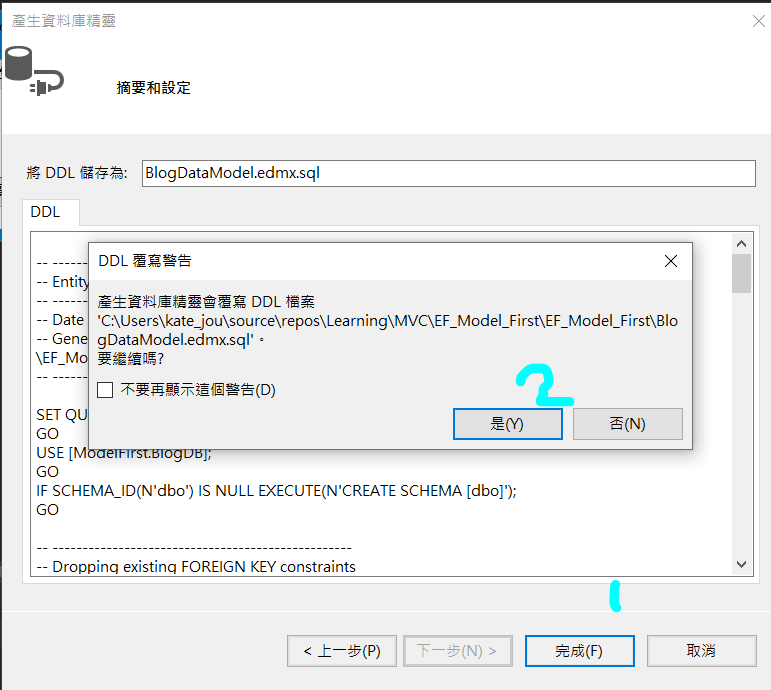 產生資料庫精靈
摘要和設定
將 DDL 儲存為:
BlogDataModel.edmx.sql
DDL
-- -----
-- Entity
-- -----
-- Date
-- Gene
\EF_Mo
-- -----
DDL 覆寫警告
產生資料庫精靈會覆寫 DDL 檔案
'C:\Users\kate_jou\source\repos\Learning\MVC\EF_Model_First\EF_Model_First\Blo
gDataModel.edmx.sql'。
要繼續嗎?
不要再顯示這個警告(D)
2
是(Y)
否(N)
SET QU
GO
USE [ModelFirst.BlogDB];
GO
IF SCHEMA_ID(N'dbo') IS NULL EXECUTE(N'CREATE SCHEMA [dbo]');
GO
-- --------------------------------------------------
-- Dropping existing FOREIGN KEY constraints
1
< 上一步(P)
下一步(N) >
完成(F)
取消